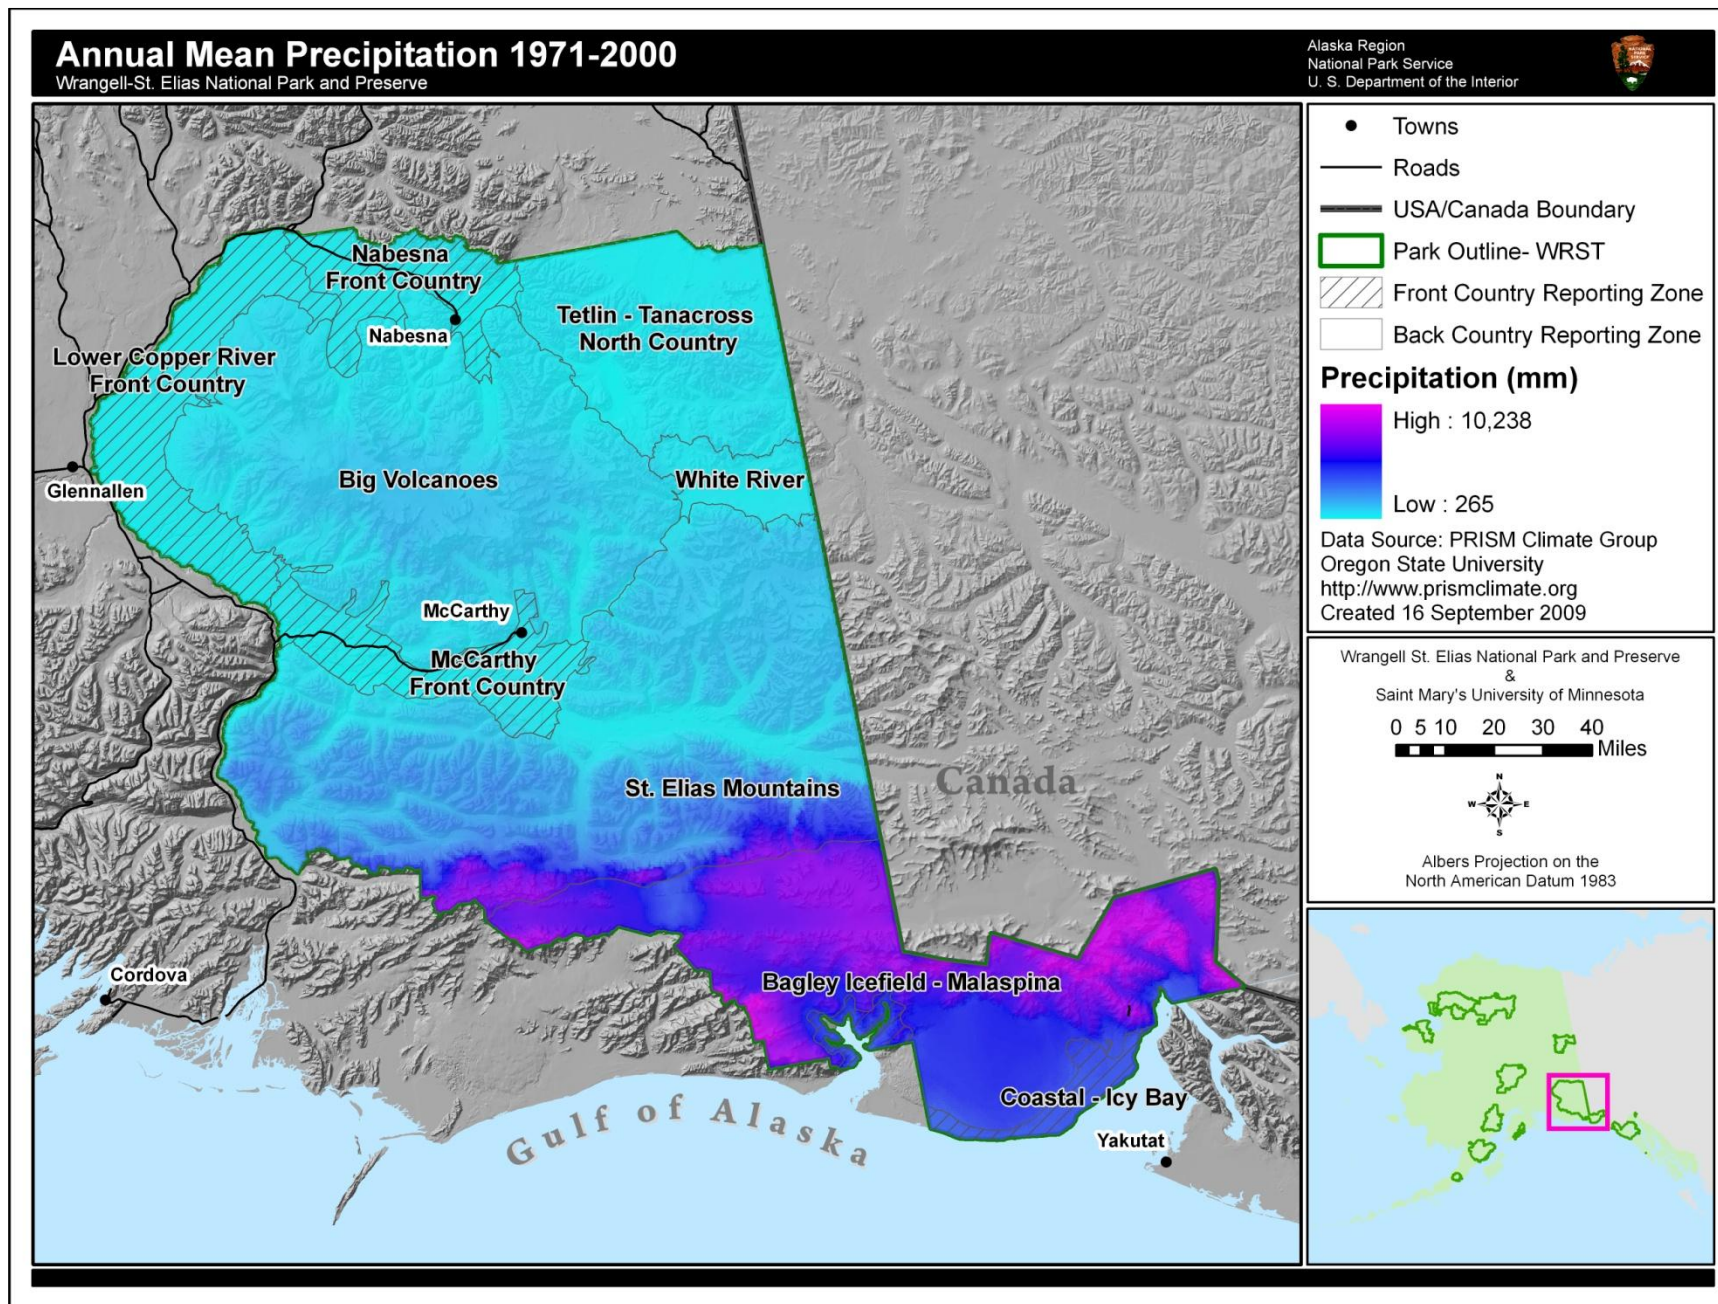 Annual Mean Precipitation 1971-2000
Wrangell-St. Elias National Park and Preserve
Alaska Region
National Park Service
U. S. Department of the Interior
Nabesna
Front Country
Nabesna
Tetlin - Tanacross
North Country
Lower Copper River
Front Country
Glennallen
Big Volcanoes
White River
McCarthy
McCarthy
Front Country
St. Elias Mountains
Canada
Cordova
Bagley Icefield - Malaspina
Coastal - Icy Bay
Yakutat
Gulf of Alaska
Towns
Roads
USA/Canada Boundary
Park Outline- WRST
Front Country Reporting Zone
Back Country Reporting Zone
Precipitation (mm)
High : 10,238
Low : 265
Data Source: PRISM Climate Group
Oregon State University
http://www.prismclimate.org
Created 16 September 2009
Wrangell St. Elias National Park and Preserve
&
Saint Mary's University of Minnesota
0 5 10 20 30 40
Miles
N
W E
S
Albers Projection on the
North American Datum 1983